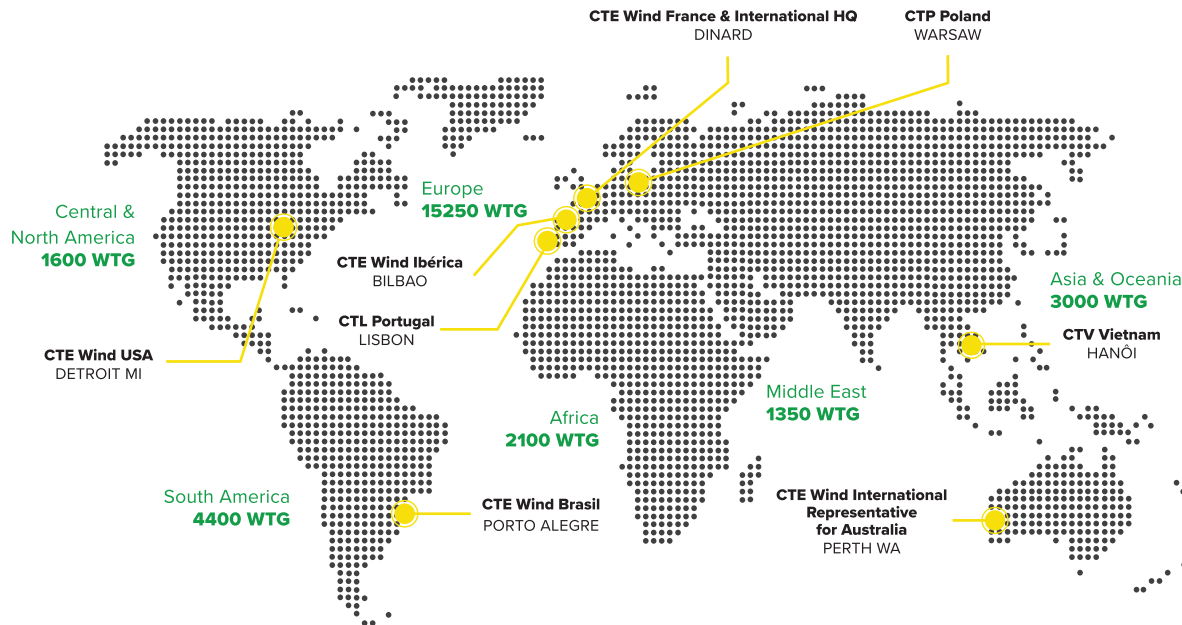 CTE Wind France & International HQ
DINARD
CTP Poland
WARSAW
Europe
15250 WTG
Central &
North America
1600 WTG
CTE Wind Ibérica
BILBAO
Asia & Oceania
3000 WTG
CTL Portugal
LISBON
CTV Vietnam
HANÔI
CTE Wind USA
DETROIT MI
Middle East
1350 WTG
Africa
2100 WTG
South America
4400 WTG
CTE Wind Brasil
PORTO ALEGRE
CTE Wind International
Representative
for Australia
PERTH WA